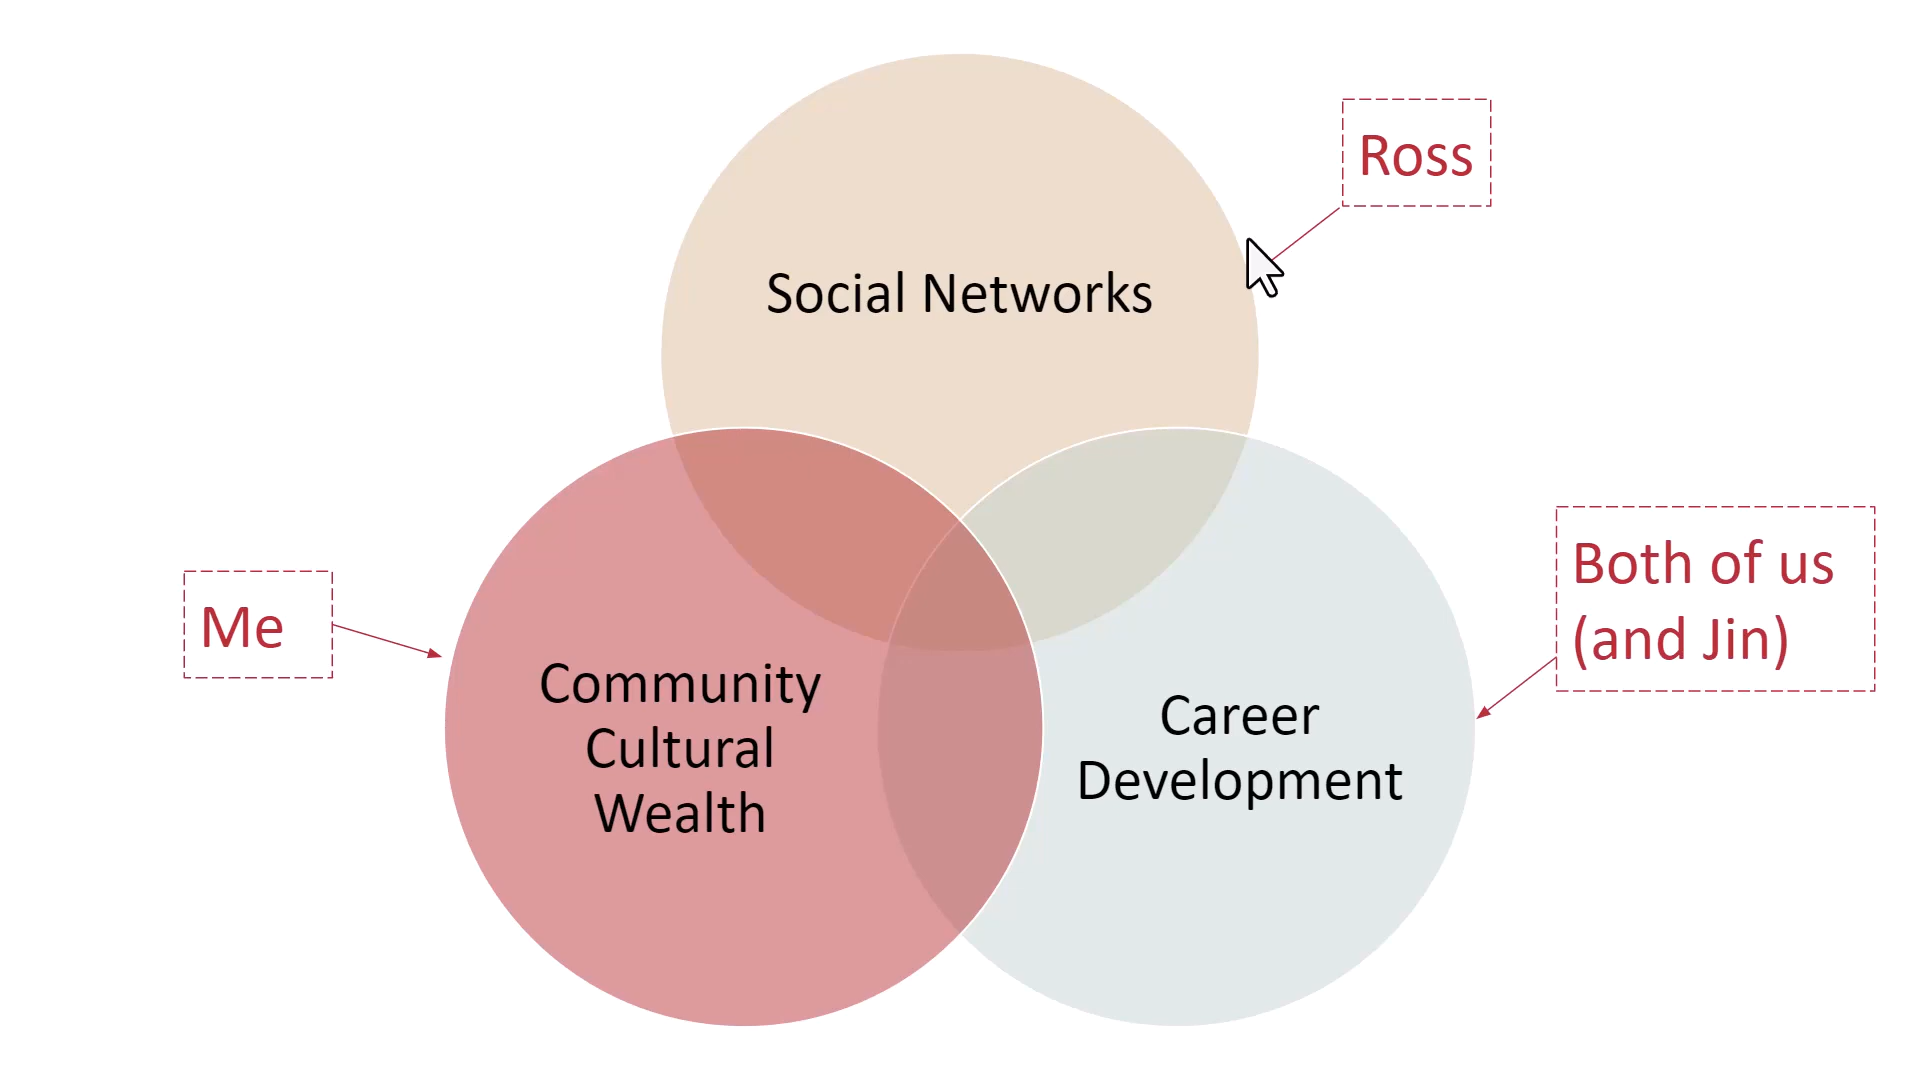 Ross
Social Networks
Both of us
(and Jin)
Me
Community
Cultural
Wealth
Career
Development